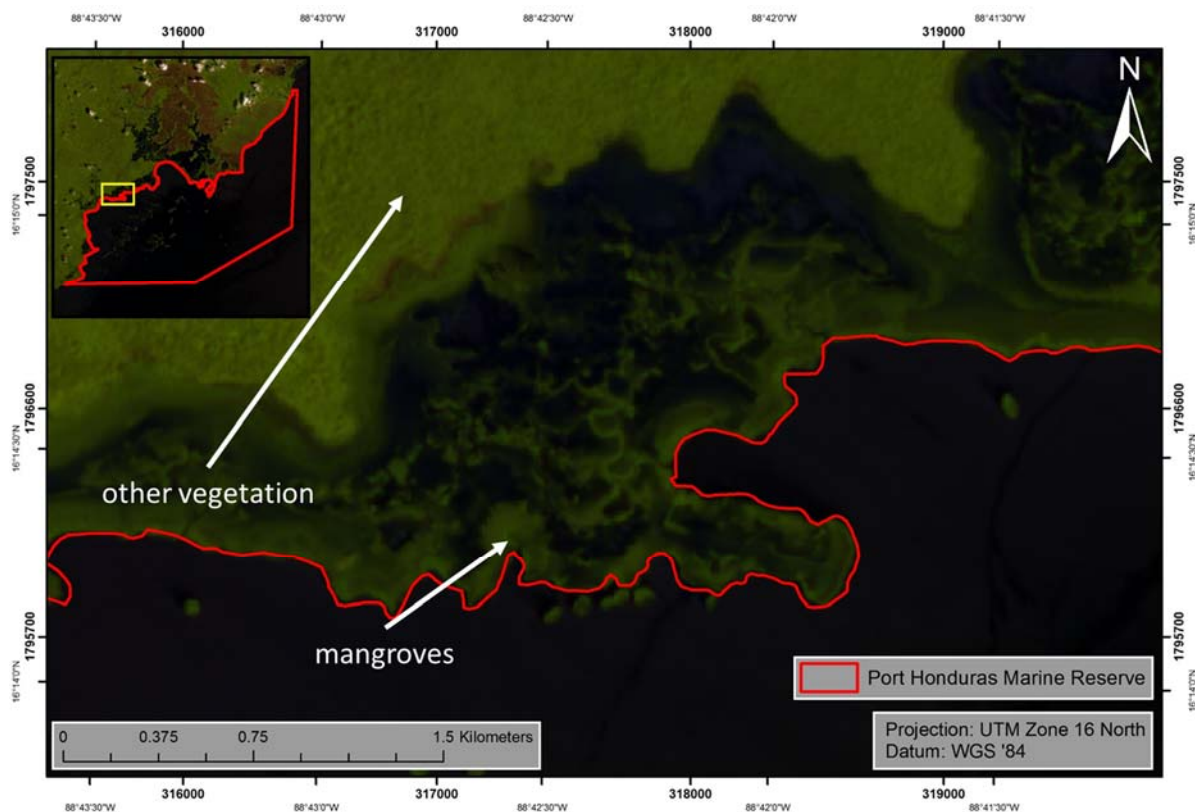 88°43'30"W 88°43'0"W 88°42'30"W 88°42'0"W 88°41'30"W
316000 317000 318000 319000
N
1797500 1797500
16°15'0"N 16°15'0"N
1796600 1796600
16°14'30"N 16°14'30"N
other vegetation
1795700 1795700
mangroves
16°14'0"N 16°14'0"N
Port Honduras Marine Reserve
0 0.375 0.75 1.5 Kilometers
Projection: UTM Zone 16 North
Datum: WGS '84
316000 317000 318000 319000
88°43'30"W 88°43'0"W 88°42'30"W 88°42'0"W 88°41'30"W